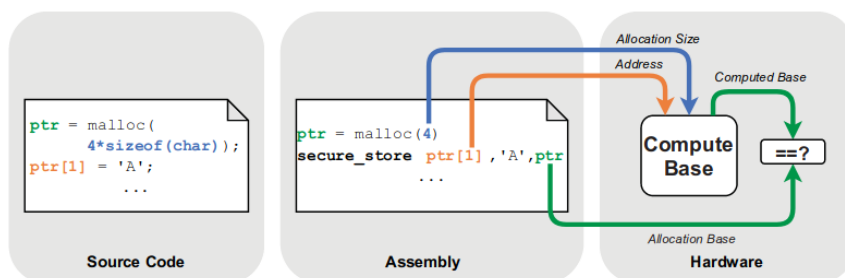 ptr = malloc(
4*sizeof(char));
ptr[1] = 'A';
...
Source Code
ptr = malloc(4)
secure_store ptr[1] ,'A',ptr
...
Assembly
Allocation Size
Address
Computed Base
Compute
Base
==?
Allocation Base
Hardware